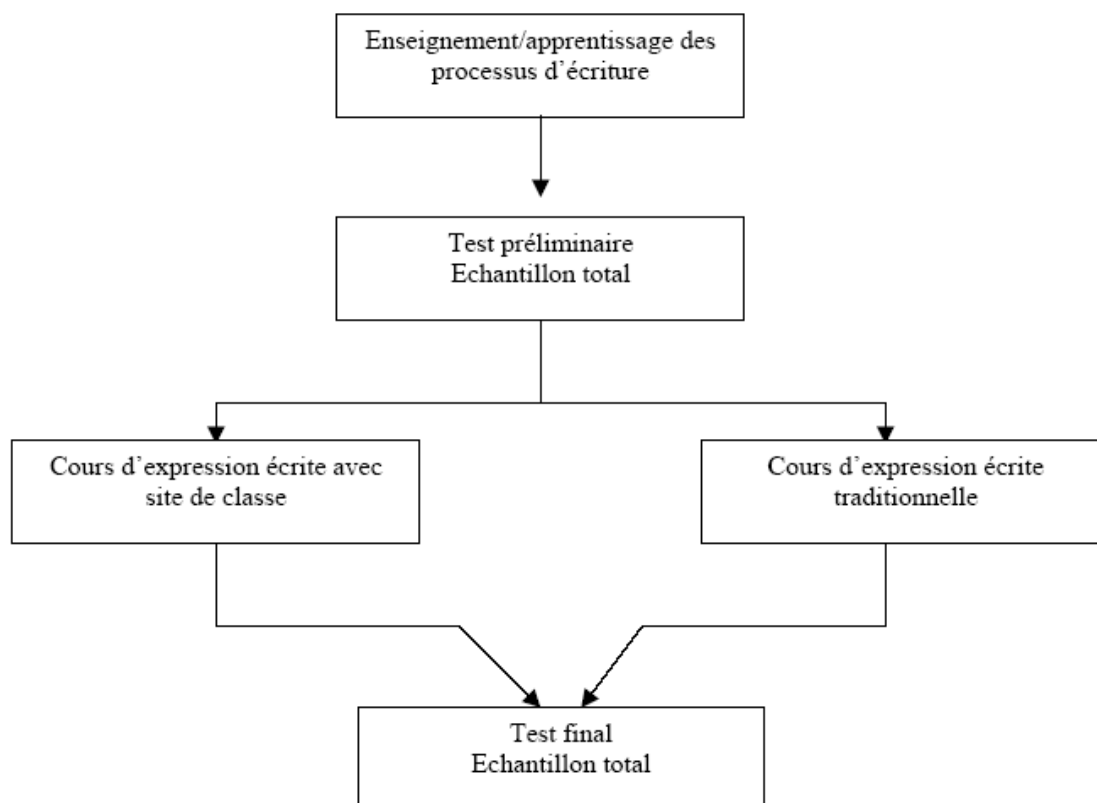 Enseignement/apprentissage des
processus d’écriture
Test préliminaire
Echantillon total
Cours d’expression écrite avec
site de classe
Cours d’expression écrite
traditionnelle
Test final
Echantillon total